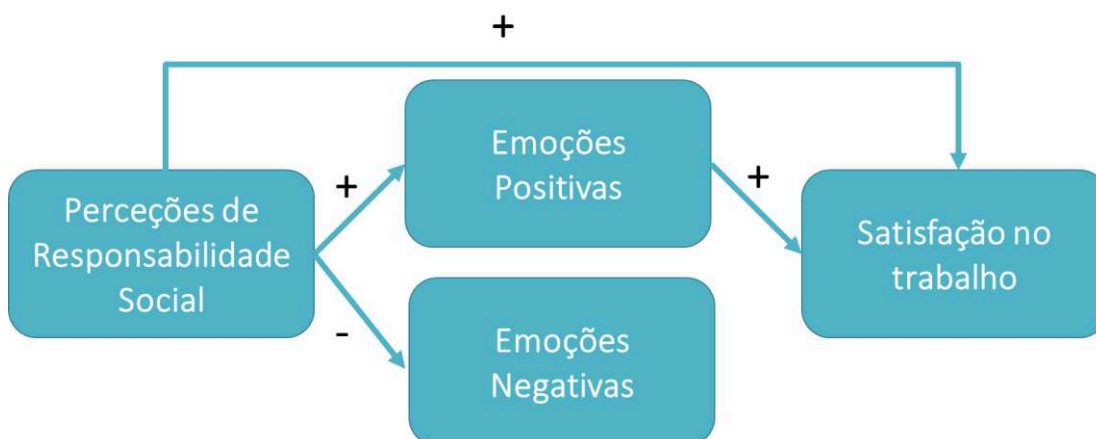 +
Emoções
Positivas
+
+
Perceções de
Responsabilidade
Social
Satisfação no
trabalho
-
Emoções
Negativas